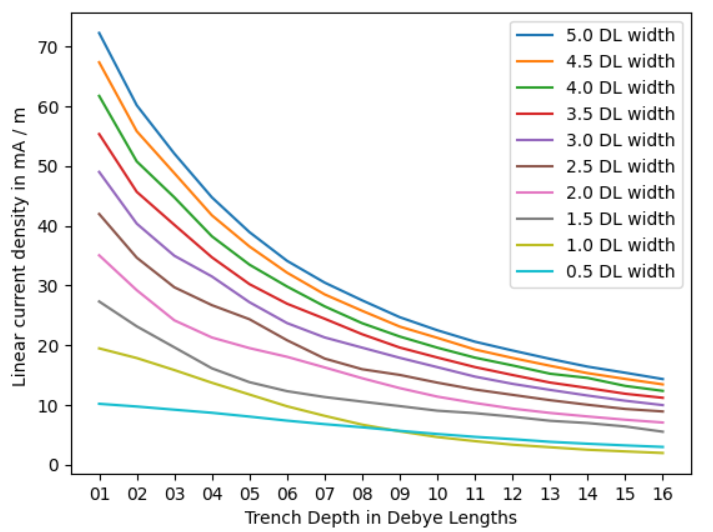 70
60
50
40
30
20
10
0
Linear current density in mA / m
5.0 DL width
4.5 DL width
4.0 DL width
3.5 DL width
3.0 DL width
2.5 DL width
2.0 DL width
1.5 DL width
1.0 DL width
0.5 DL width
01 02 03 04 05 06 07 08 09 10 11 12 13 14 15 16
Trench Depth in Debye Lengths